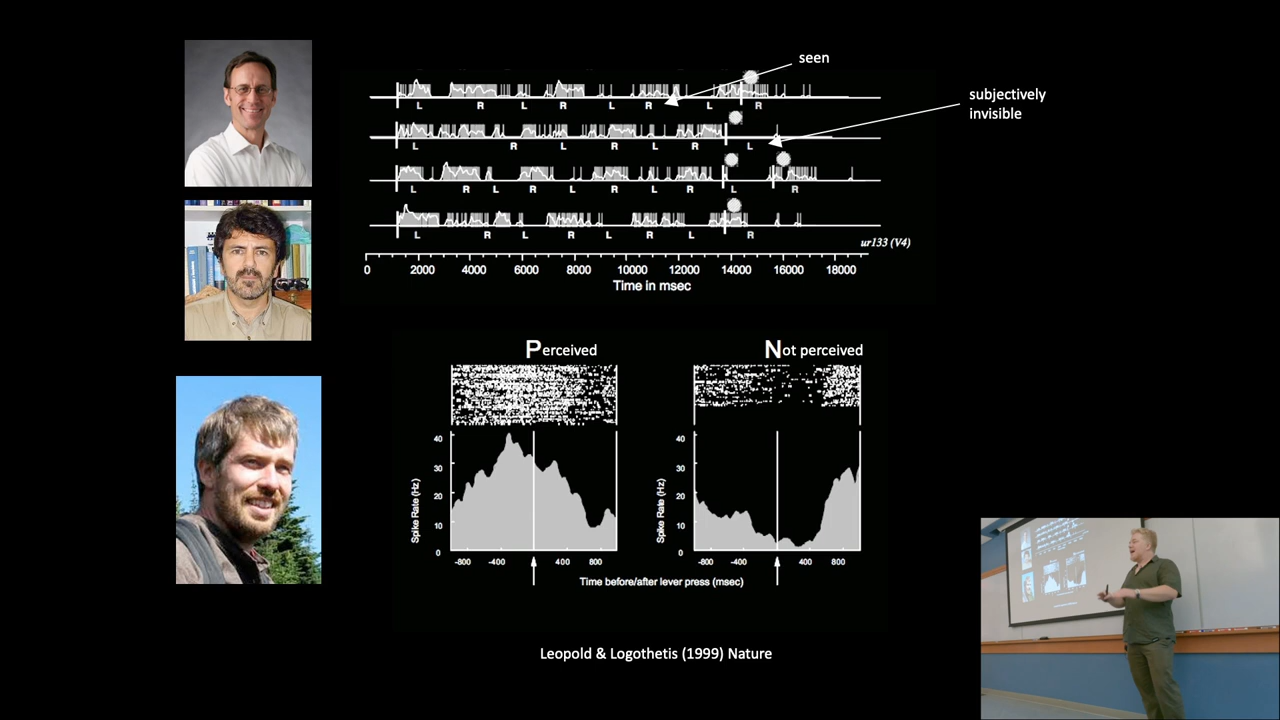 seen
subjectively
invisible
L R L R L R L R
L R L R L R L
L R L R L R L R L R
L R L R L R L R
ur133 (V4)
0 2000 4000 6000 8000 10000 12000 14000 16000 18000
Time in msec
Perceived
Not perceived
40
30
20
10
0
Spike Rate (Hz)
-800 -400 400 800
40
30
20
10
0
Spike Rate (Hz)
-800 -400 400 800
Time before/after lever press (msec)
Leopold & Logothetis (1999) Nature